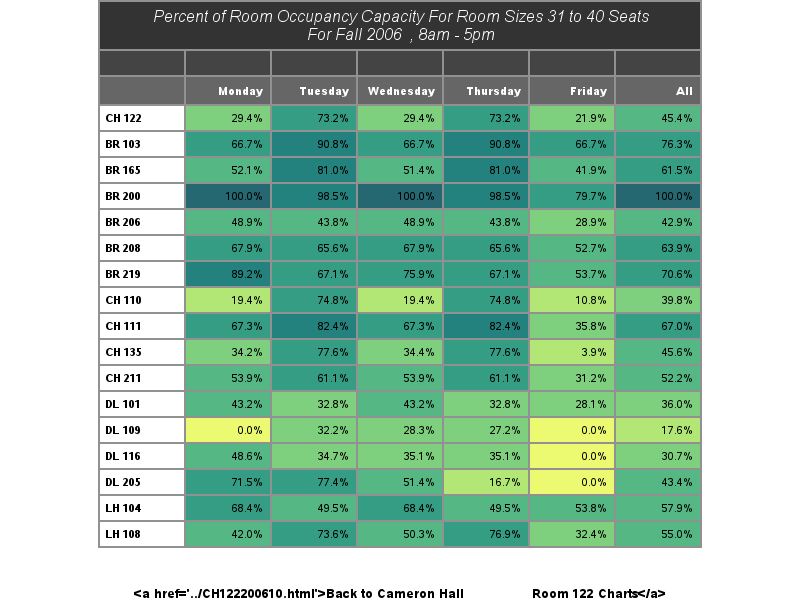 Percent of Room Occupancy Capacity For Room Sizes 31 to 40 Seats
For Fall 2006 , 8am - 5pm
Monday Tuesday Wednesday Thursday Friday All
CH 122 29.4% 73.2% 29.4% 73.2% 21.9% 45.4%
BR 103 66.7% 90.8% 66.7% 90.8% 66.7% 76.3%
BR 165 52.1% 81.0% 51.4% 81.0% 41.9% 61.5%
BR 200 100.0% 98.5% 100.0% 98.5% 79.7% 100.0%
BR 206 48.9% 43.8% 48.9% 43.8% 28.9% 42.9%
BR 208 67.9% 65.6% 67.9% 65.6% 52.7% 63.9%
BR 219 89.2% 67.1% 75.9% 67.1% 53.7% 70.6%
CH 110 19.4% 74.8% 19.4% 74.8% 10.8% 39.8%
CH 111 67.3% 82.4% 67.3% 82.4% 35.8% 67.0%
CH 135 34.2% 77.6% 34.4% 77.6% 3.9% 45.6%
CH 211 53.9% 61.1% 53.9% 61.1% 31.2% 52.2%
DL 101 43.2% 32.8% 43.2% 32.8% 28.1% 36.0%
DL 109 0.0% 32.2% 28.3% 27.2% 0.0% 17.6%
DL 116 48.6% 34.7% 35.1% 35.1% 0.0% 30.7%
DL 205 71.5% 77.4% 51.4% 16.7% 0.0% 43.4%
LH 104 68.4% 49.5% 68.4% 49.5% 53.8% 57.9%
LH 108 42.0% 73.6% 50.3% 76.9% 32.4% 55.0%
<a href='../CH122200610.html'>Back to Cameron Hall Room 122 Charts</a>